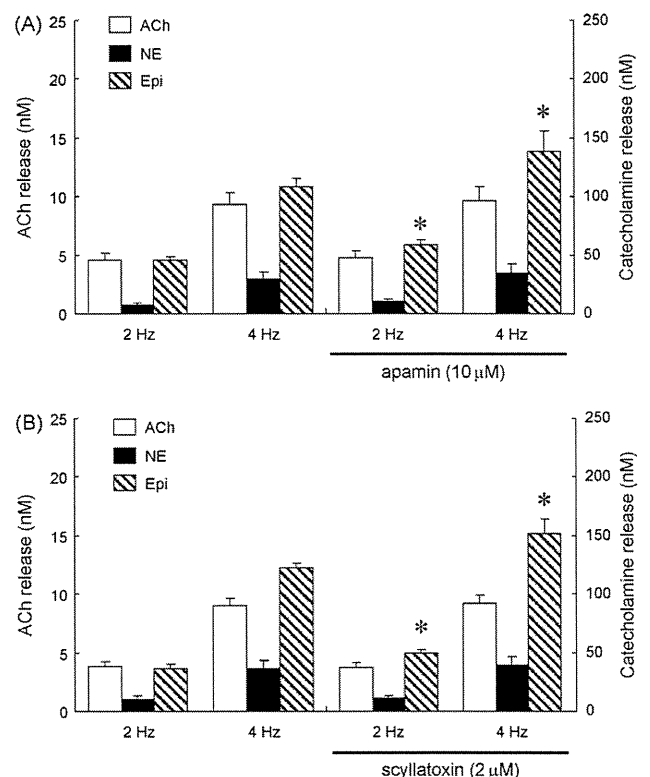 (A)
ACh
NE
Epi
25
20
15
10
5
0
ACh release (nM)
250
200
150
100
50
0
Catecholamine release (nM)
*
*
2 Hz 4 Hz 2 Hz 4 Hz
apamin (10 μM)
(B)
ACh
NE
Epi
25
20
15
10
5
0
ACh release (nM)
250
200
150
100
50
0
Catecholamine release (nM)
*
*
2 Hz 4 Hz 2 Hz 4 Hz
scyllatoxin (2 μM)